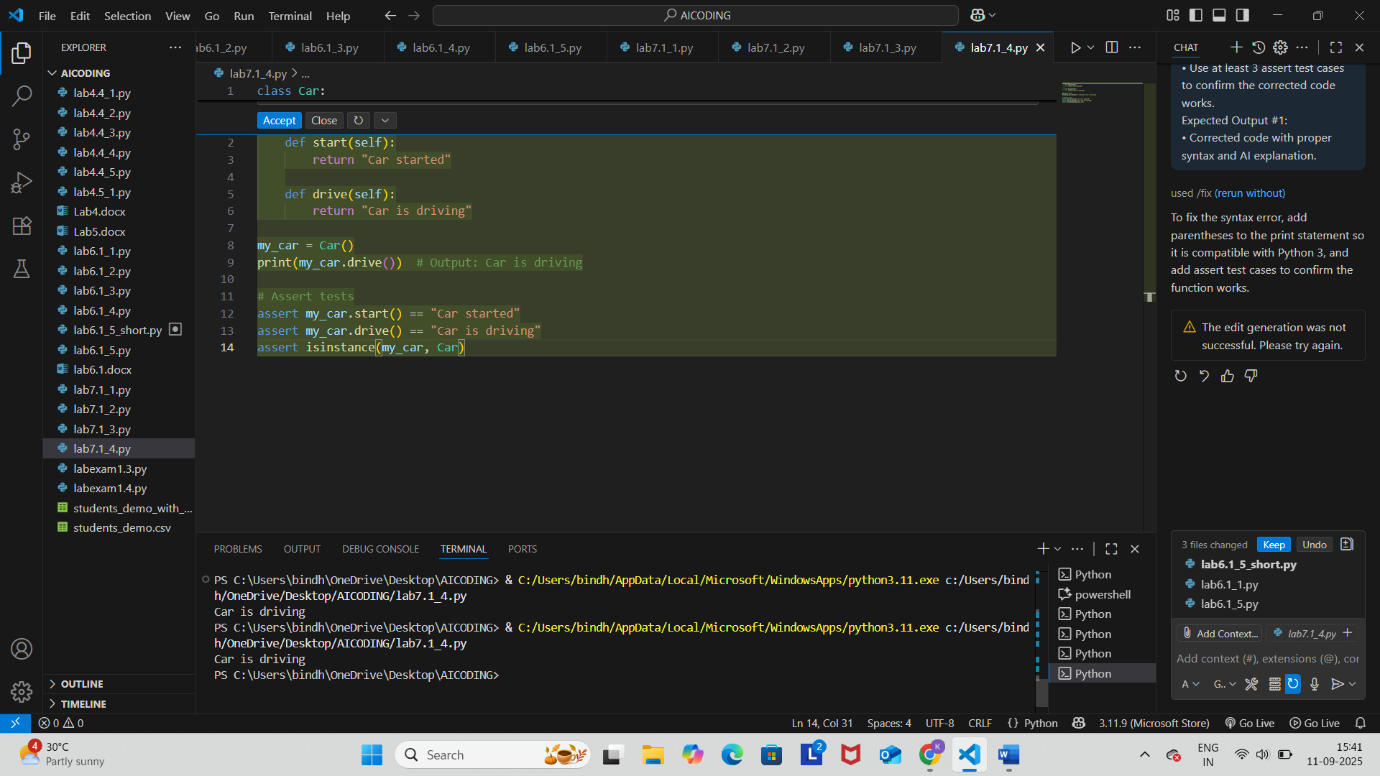 File Edit Selection View Go Run Terminal Help
AICODING
EXPLORER
AICODING
lab4.4_1.py
lab4.4_2.py
lab4.4_3.py
lab4.4_4.py
lab4.4_5.py
lab4.5_1.py
Lab4.docx
Lab5.docx
lab6.1_1.py
lab6.1_2.py
lab6.1_3.py
lab6.1_4.py
lab6.1_5_short.py
lab6.1_5.py
lab6.1.docx
lab7.1_1.py
lab7.1_2.py
lab7.1_3.py
lab7.1_4.py
labexam1.3.py
labexam1.4.py
students_demo_with_...
students_demo.csv
OUTLINE
TIMELINE
ab6.1_2.py lab6.1_3.py lab6.1_4.py lab6.1_5.py lab7.1_1.py lab7.1_2.py lab7.1_3.py lab7.1_4.py
lab7.1_4.py > ...
1 class Car:
Accept Close
2 def start(self):
3 return "Car started"
4
5 def drive(self):
6 return "Car is driving"
7
8 my_car = Car()
9 print(my_car.drive()) # Output: Car is driving
10
11 # Assert tests
12 assert my_car.start() == "Car started"
13 assert my_car.drive() == "Car is driving"
14 assert isinstance(my_car, Car)
PROBLEMS OUTPUT DEBUG CONSOLE TERMINAL PORTS
PS C:\Users\bindh\OneDrive\Desktop\AICODING> & C:/Users/bindh/AppData/Local/Microsoft/WindowsApps/python3.11.exe c:/Users/bind
h/OneDrive/Desktop/AICODING/lab7.1_4.py
Car is driving
PS C:\Users\bindh\OneDrive\Desktop\AICODING> & C:/Users/bindh/AppData/Local/Microsoft/WindowsApps/python3.11.exe c:/Users/bind
h/OneDrive/Desktop/AICODING/lab7.1_4.py
Car is driving
PS C:\Users\bindh\OneDrive\Desktop\AICODING>
Python
powershell
Python
Python
Python
Python
CHAT
• Use at least 3 assert test cases
to confirm the corrected code
works.
Expected Output #1:
• Corrected code with proper
syntax and AI explanation.
used /fix (rerun without)
To fix the syntax error, add
parentheses to the print statement so
it is compatible with Python 3, and
add assert test cases to confirm the
function works.
The edit generation was not
successful. Please try again.
3 files changed Keep Undo
lab6.1_5_short.py
lab6.1_1.py
lab6.1_5.py
Add Context... lab7.1_4.py +
Add context (#), extensions (@), cor
A G..
0 0 Ln 14, Col 31 Spaces: 4 UTF-8 CRLF {} Python 3.11.9 (Microsoft Store) Go Live Go Live
4 30°C
Partly sunny
Search
2
K
ENG
IN
15:41
11-09-2025